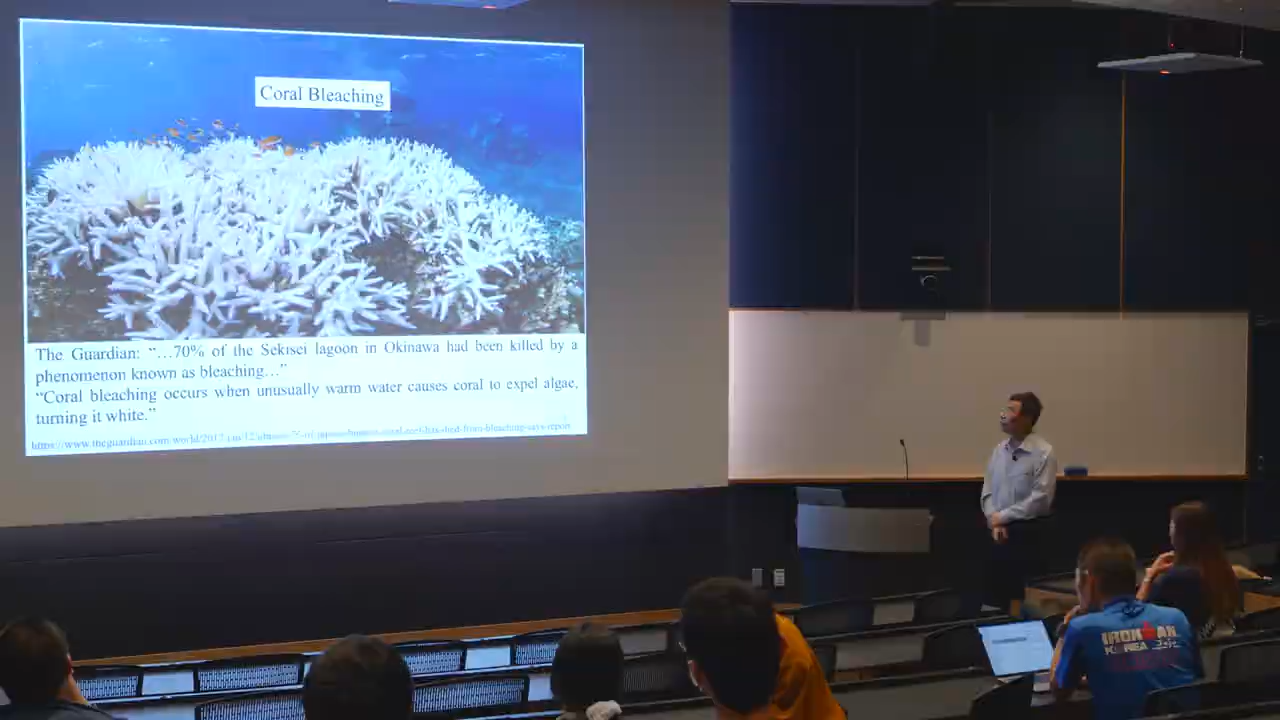 Coral Bleaching
The Guardian: “…70% of the Sekisei lagoon in Okinawa had been killed by a
phenomenon known as bleaching…”
“Coral bleaching occurs when unusually warm water causes coral to expel algae,
turning it white.”
IRONMAN
KOREA